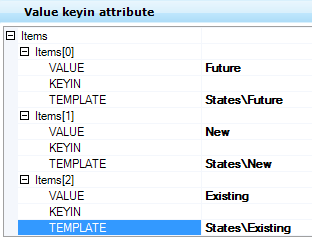 Value keyin attribute
Items
Items[0]
VALUE Future
KEYIN
TEMPLATE States\Future
Items[1]
VALUE New
KEYIN
TEMPLATE States\New
Items[2]
VALUE Existing
KEYIN
TEMPLATE States\Existing